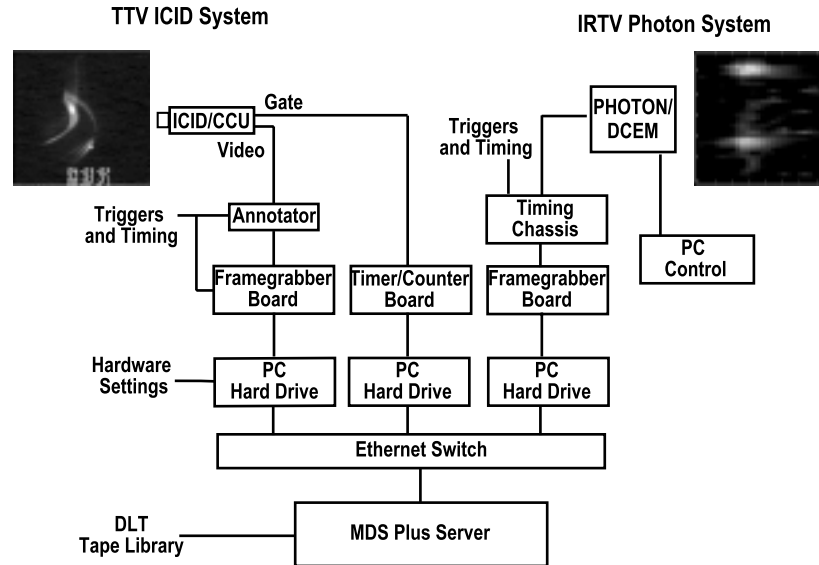 TTV ICID System
IRTV Photon System
ICID/CCU
Gate
Video
PHOTON/
DCEM
Triggers
and Timing
Triggers
and Timing
Annotator
Timing
Chassis
PC
Control
Framegrabber
Board
Timer/Counter
Board
Framegrabber
Board
Hardware
Settings
PC
Hard Drive
PC
Hard Drive
PC
Hard Drive
Ethernet Switch
DLT
Tape Library
MDS Plus Server